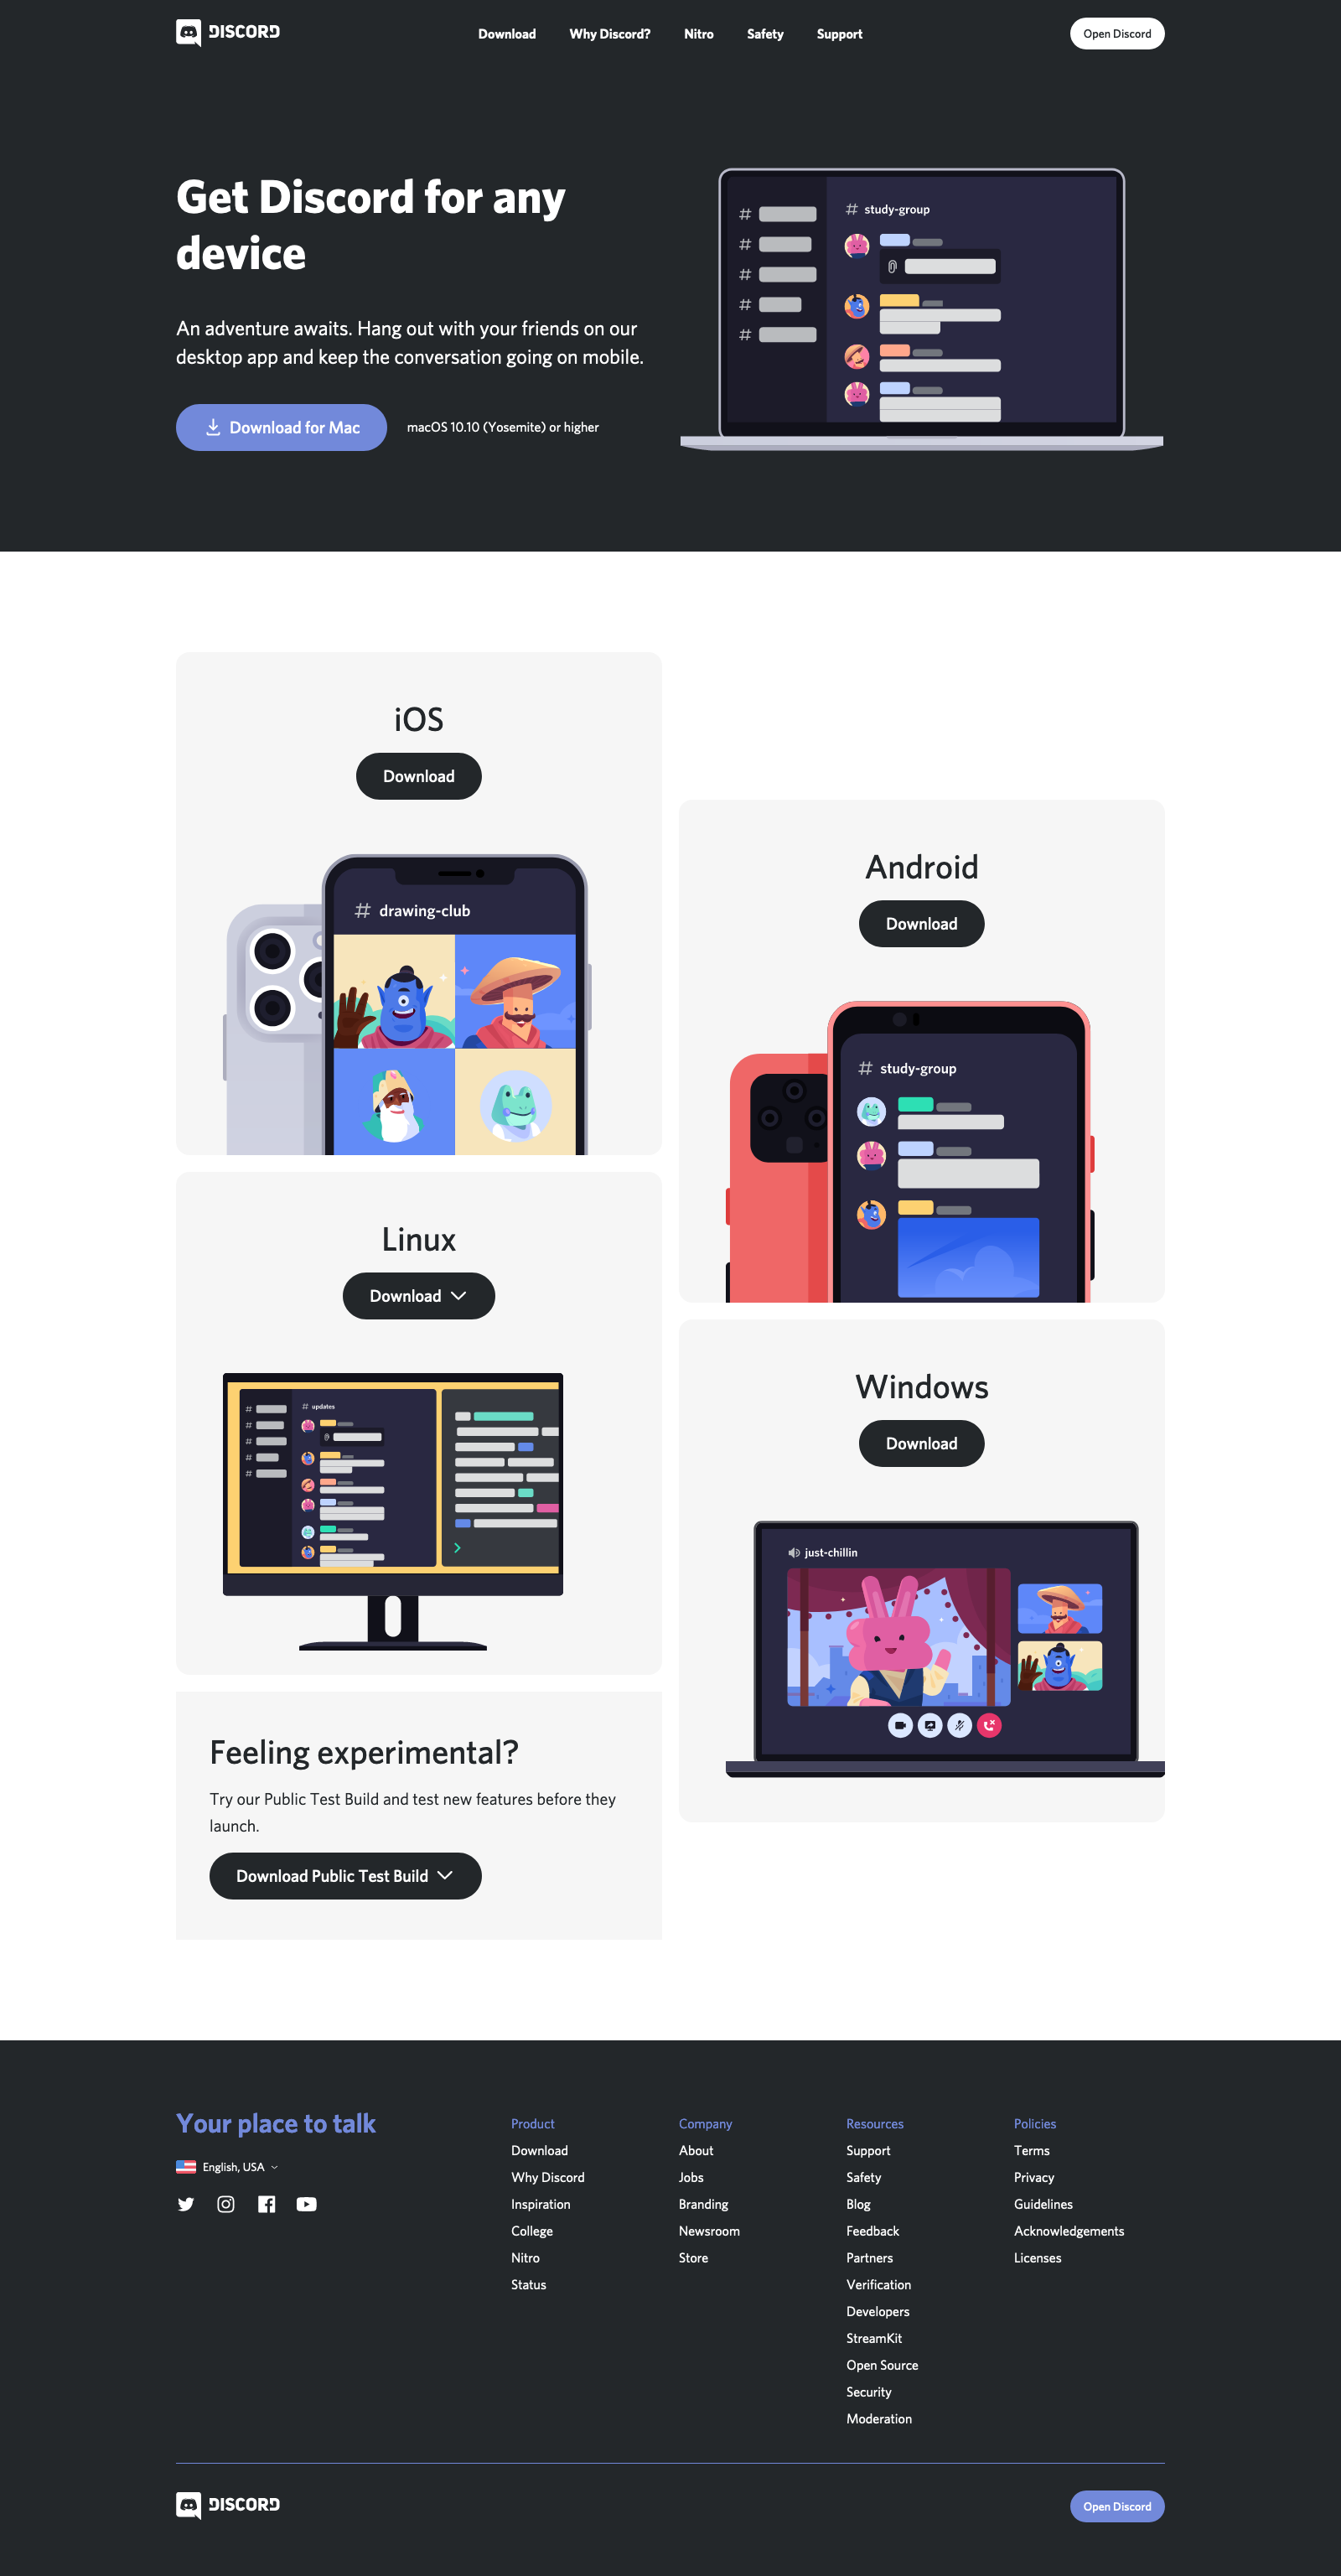 DISCORD
Download
Why Discord?
Nitro
Safety
Support
Open Discord
Get Discord for any
device
An adventure awaits. Hang out with your friends on our
desktop app and keep the conversation going on mobile.
Download for Mac
macOS 10.10 (Yosemite) or higher
# study-group
#
#
#
#
#
iOS
Download
# drawing-club
Android
Download
# study-group
Linux
Download
# updates
#
#
#
#
#
Windows
Download
just-chillin
Feeling experimental?
Try our Public Test Build and test new features before they
launch.
Download Public Test Build
Your place to talk
English, USA
Product
Download
Why Discord
Inspiration
College
Nitro
Status
Company
About
Jobs
Branding
Newsroom
Store
Resources
Support
Safety
Blog
Feedback
Partners
Verification
Developers
StreamKit
Open Source
Security
Moderation
Policies
Terms
Privacy
Guidelines
Acknowledgements
Licenses
DISCORD
Open Discord